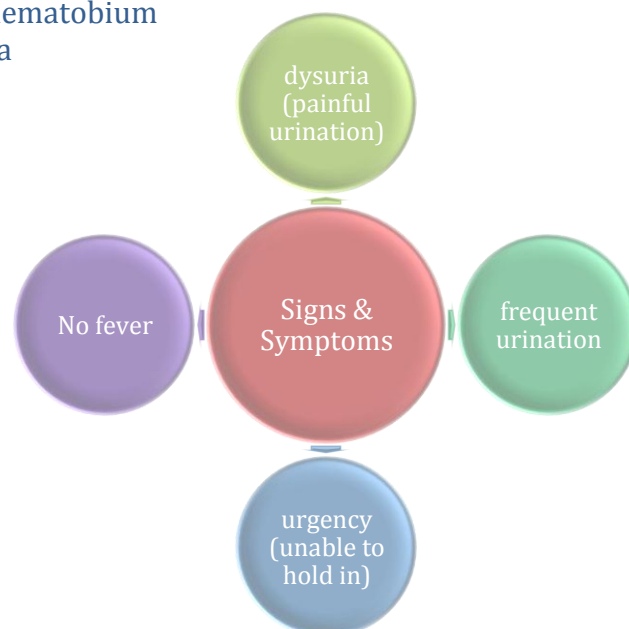 ematobium
a
dysuria
(painful
urination)
No fever
Signs &
Symptoms
frequent
urination
urgency
(unable to
hold in)